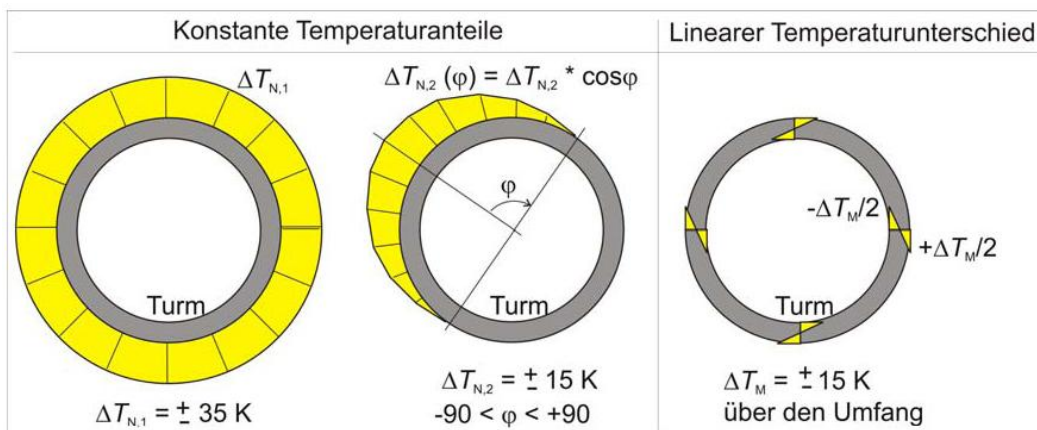 Konstante Temperaturanteile
Linearer Temperaturunterschied
ΔT_N,1
ΔT_N,2 (φ) = ΔT_N,2 * cosφ
φ
-ΔT_M/2
+ΔT_M/2
Turm
Turm
Turm
ΔT_N,1 = ± 35 K
ΔT_N,2 = ± 15 K
-90 < φ < +90
ΔT_M = ± 15 K
über den Umfang